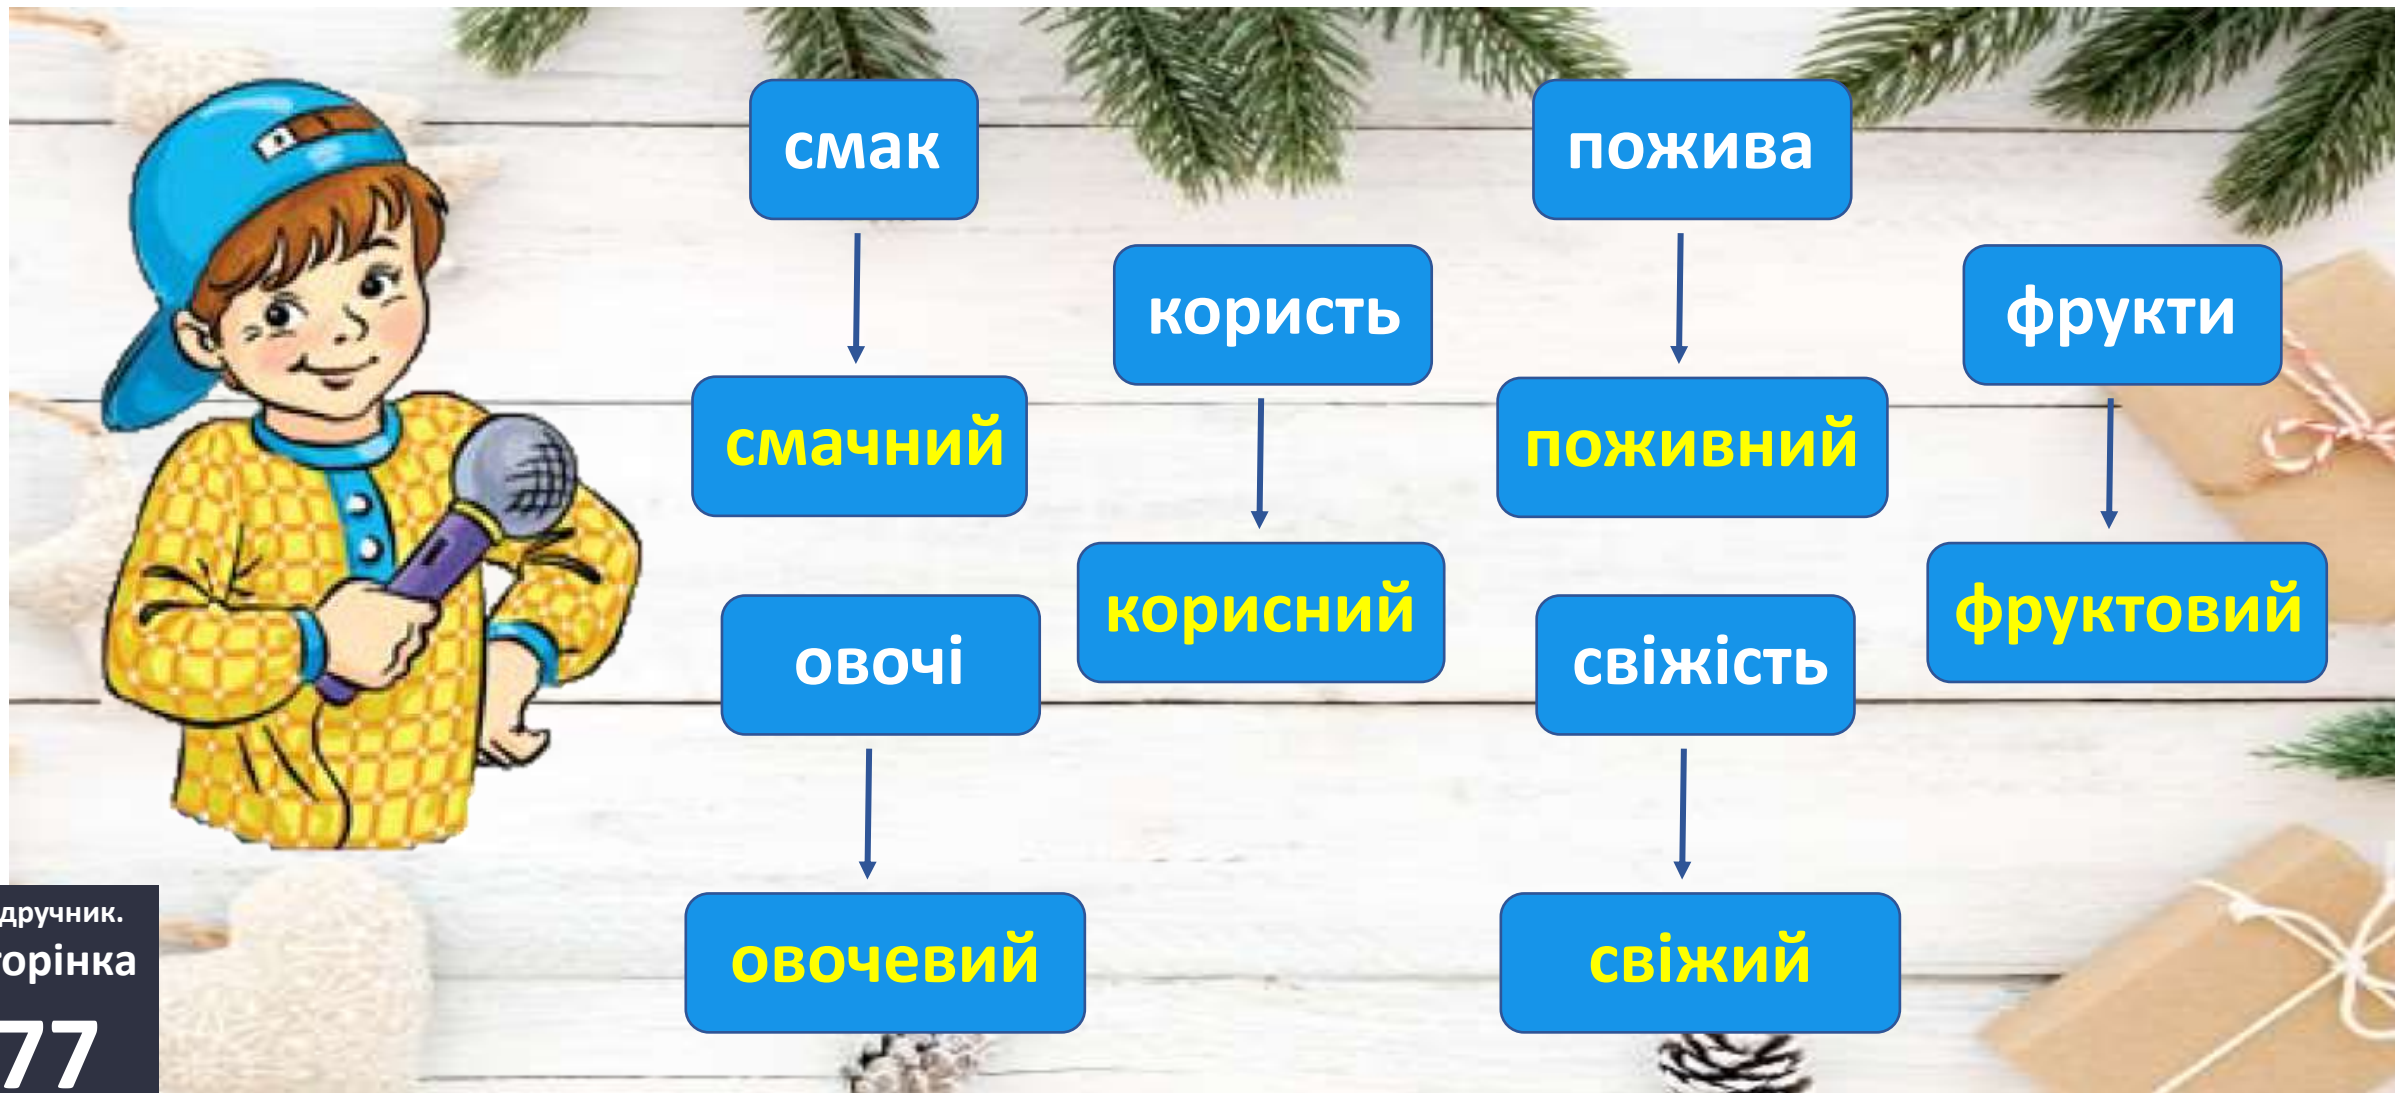 смак
пожива
користь
фрукти
смачний
поживний
корисний
фруктовий
овочі
свіжість
овочевий
свіжий
дручник.
орінка
77